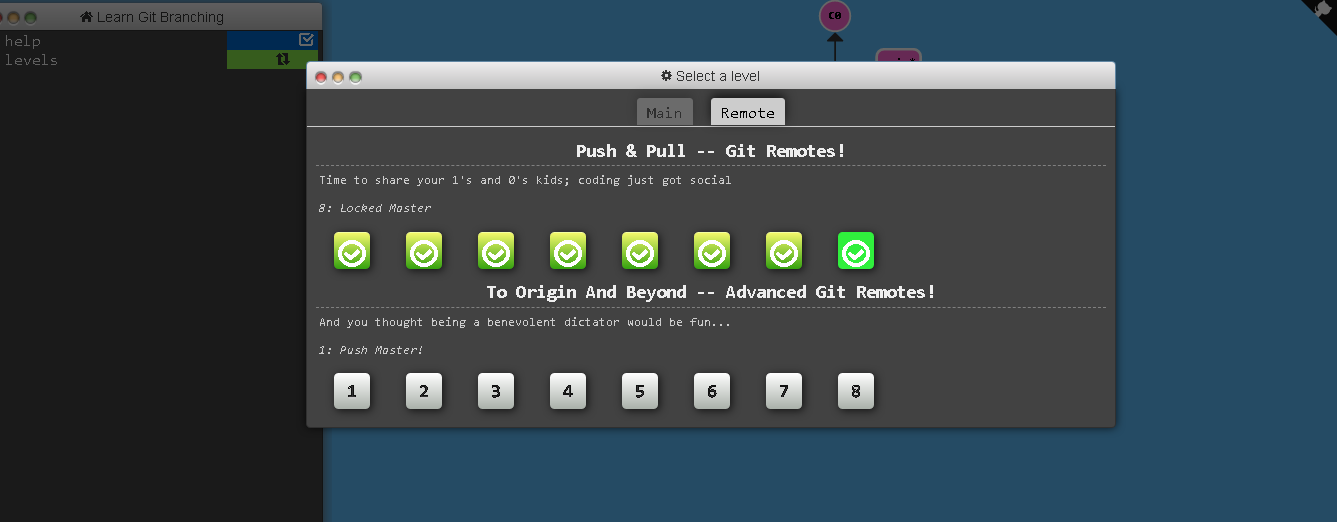 Learn Git Branching
help
levels
C0
Select a level
Main
Remote
Push & Pull -- Git Remotes!
Time to share your 1's and 0's kids; coding just got social
8: Locked Master
To Origin And Beyond -- Advanced Git Remotes!
And you thought being a benevolent dictator would be fun...
1: Push Master!
1 2 3 4 5 6 7 8